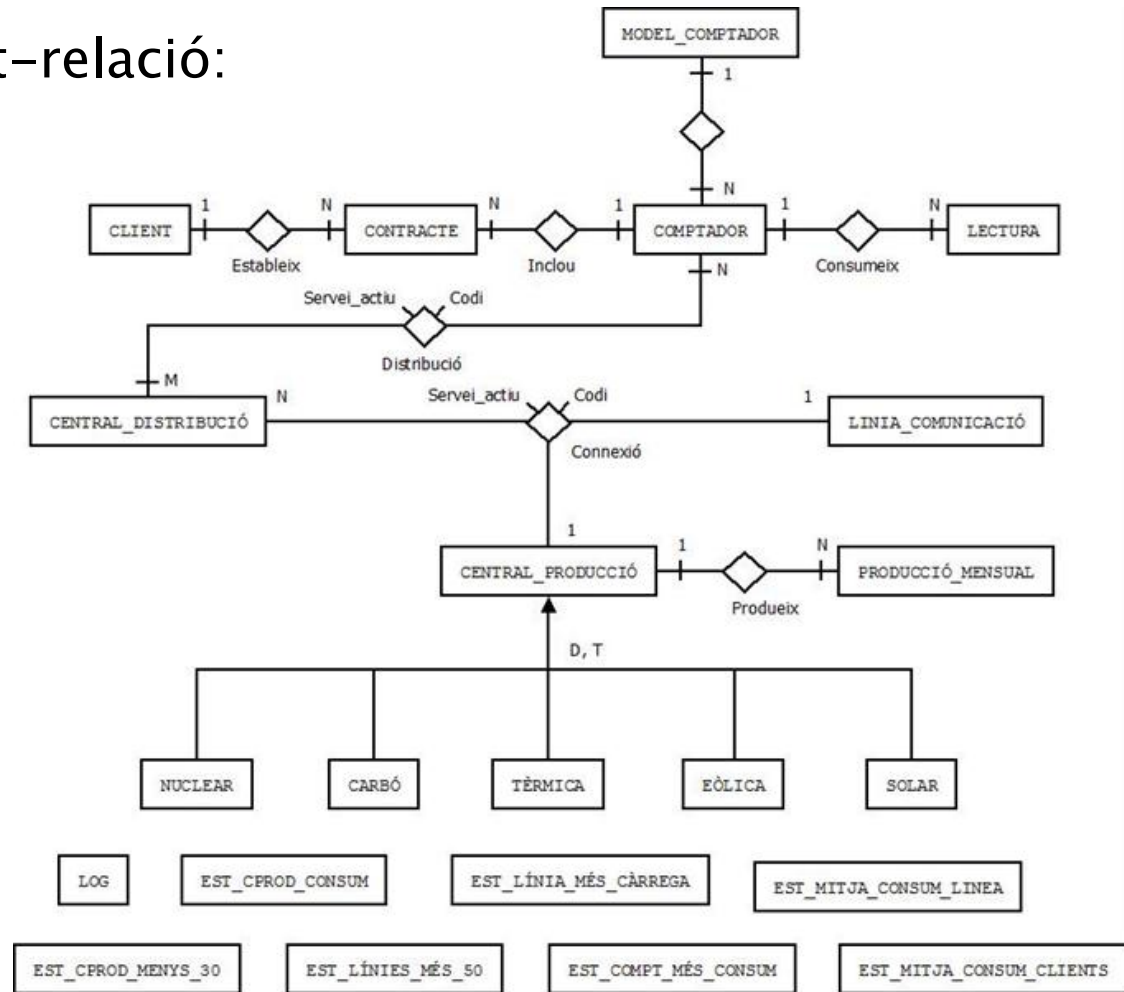 t-relació:
MODEL_COMPTADOR
1
N
CLIENT
1
N
CONTRACTE
N
1
COMPTADOR
1
N
LECTURA
Estableix
Inclou
N
Consumeix
Servei_actiu
Codi
Distribució
M
CENTRAL_DISTRIBUCIÓ
N
Servei_actiu
Codi
1
LINIA_COMUNICACIÓ
Connexió
1
CENTRAL_PRODUCCIÓ
1
N
PRODUCCIÓ_MENSUAL
Produeix
D, T
NUCLEAR
CARBÓ
TÈRMICA
EÒLICA
SOLAR
LOG
EST_CPROD_CONSUM
EST_LÍNIA_MÉS_CÀRREGA
EST_MITJA_CONSUM_LINEA
EST_CPROD_MENYS_30
EST_LÍNIES_MÉS_50
EST_COMPT_MÉS_CONSUM
EST_MITJA_CONSUM_CLIENTS